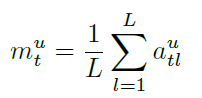 $m_t^u = \frac{1}{L} \sum_{l=1}^{L} a_{tl}^u$